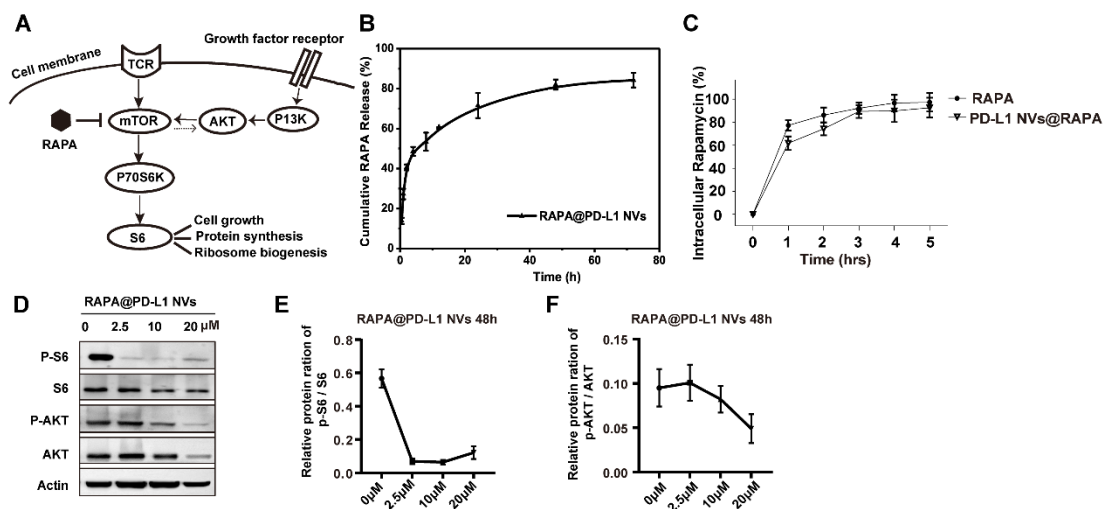 A
Cell membrane
TCR
Growth factor receptor
RAPA
mTOR
AKT
P13K
P70S6K
S6
Cell growth
Protein synthesis
Ribosome biogenesis
B
Cumulative RAPA Release (%)
100
80
60
40
20
0
RAPA@PD-L1 NVs
0 20 40 60 80
Time (h)
C
Intracellular Rapamycin (%)
100
80
60
40
20
0
RAPA
PD-L1 NVs@RAPA
0 1 2 3 4 5
Time (hrs)
D
RAPA@PD-L1 NVs
0 2.5 10 20 μM
P-S6
S6
P-AKT
AKT
Actin
E
RAPA@PD-L1 NVs 48h
Relative protein ration of
p-S6 / S6
0.8
0.6
0.4
0.2
0.0
0μM
2.5μM
10μM
20μM
F
RAPA@PD-L1 NVs 48h
Relative protein ration of
p-AKT / AKT
0.15
0.10
0.05
0.00
0μM
2.5μM
10μM
20μM